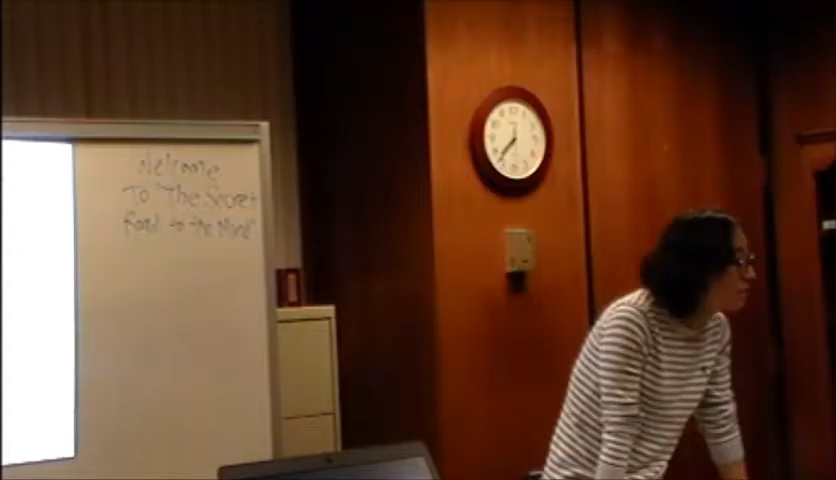 Welcome
To "The Secret
Road to the Mind"